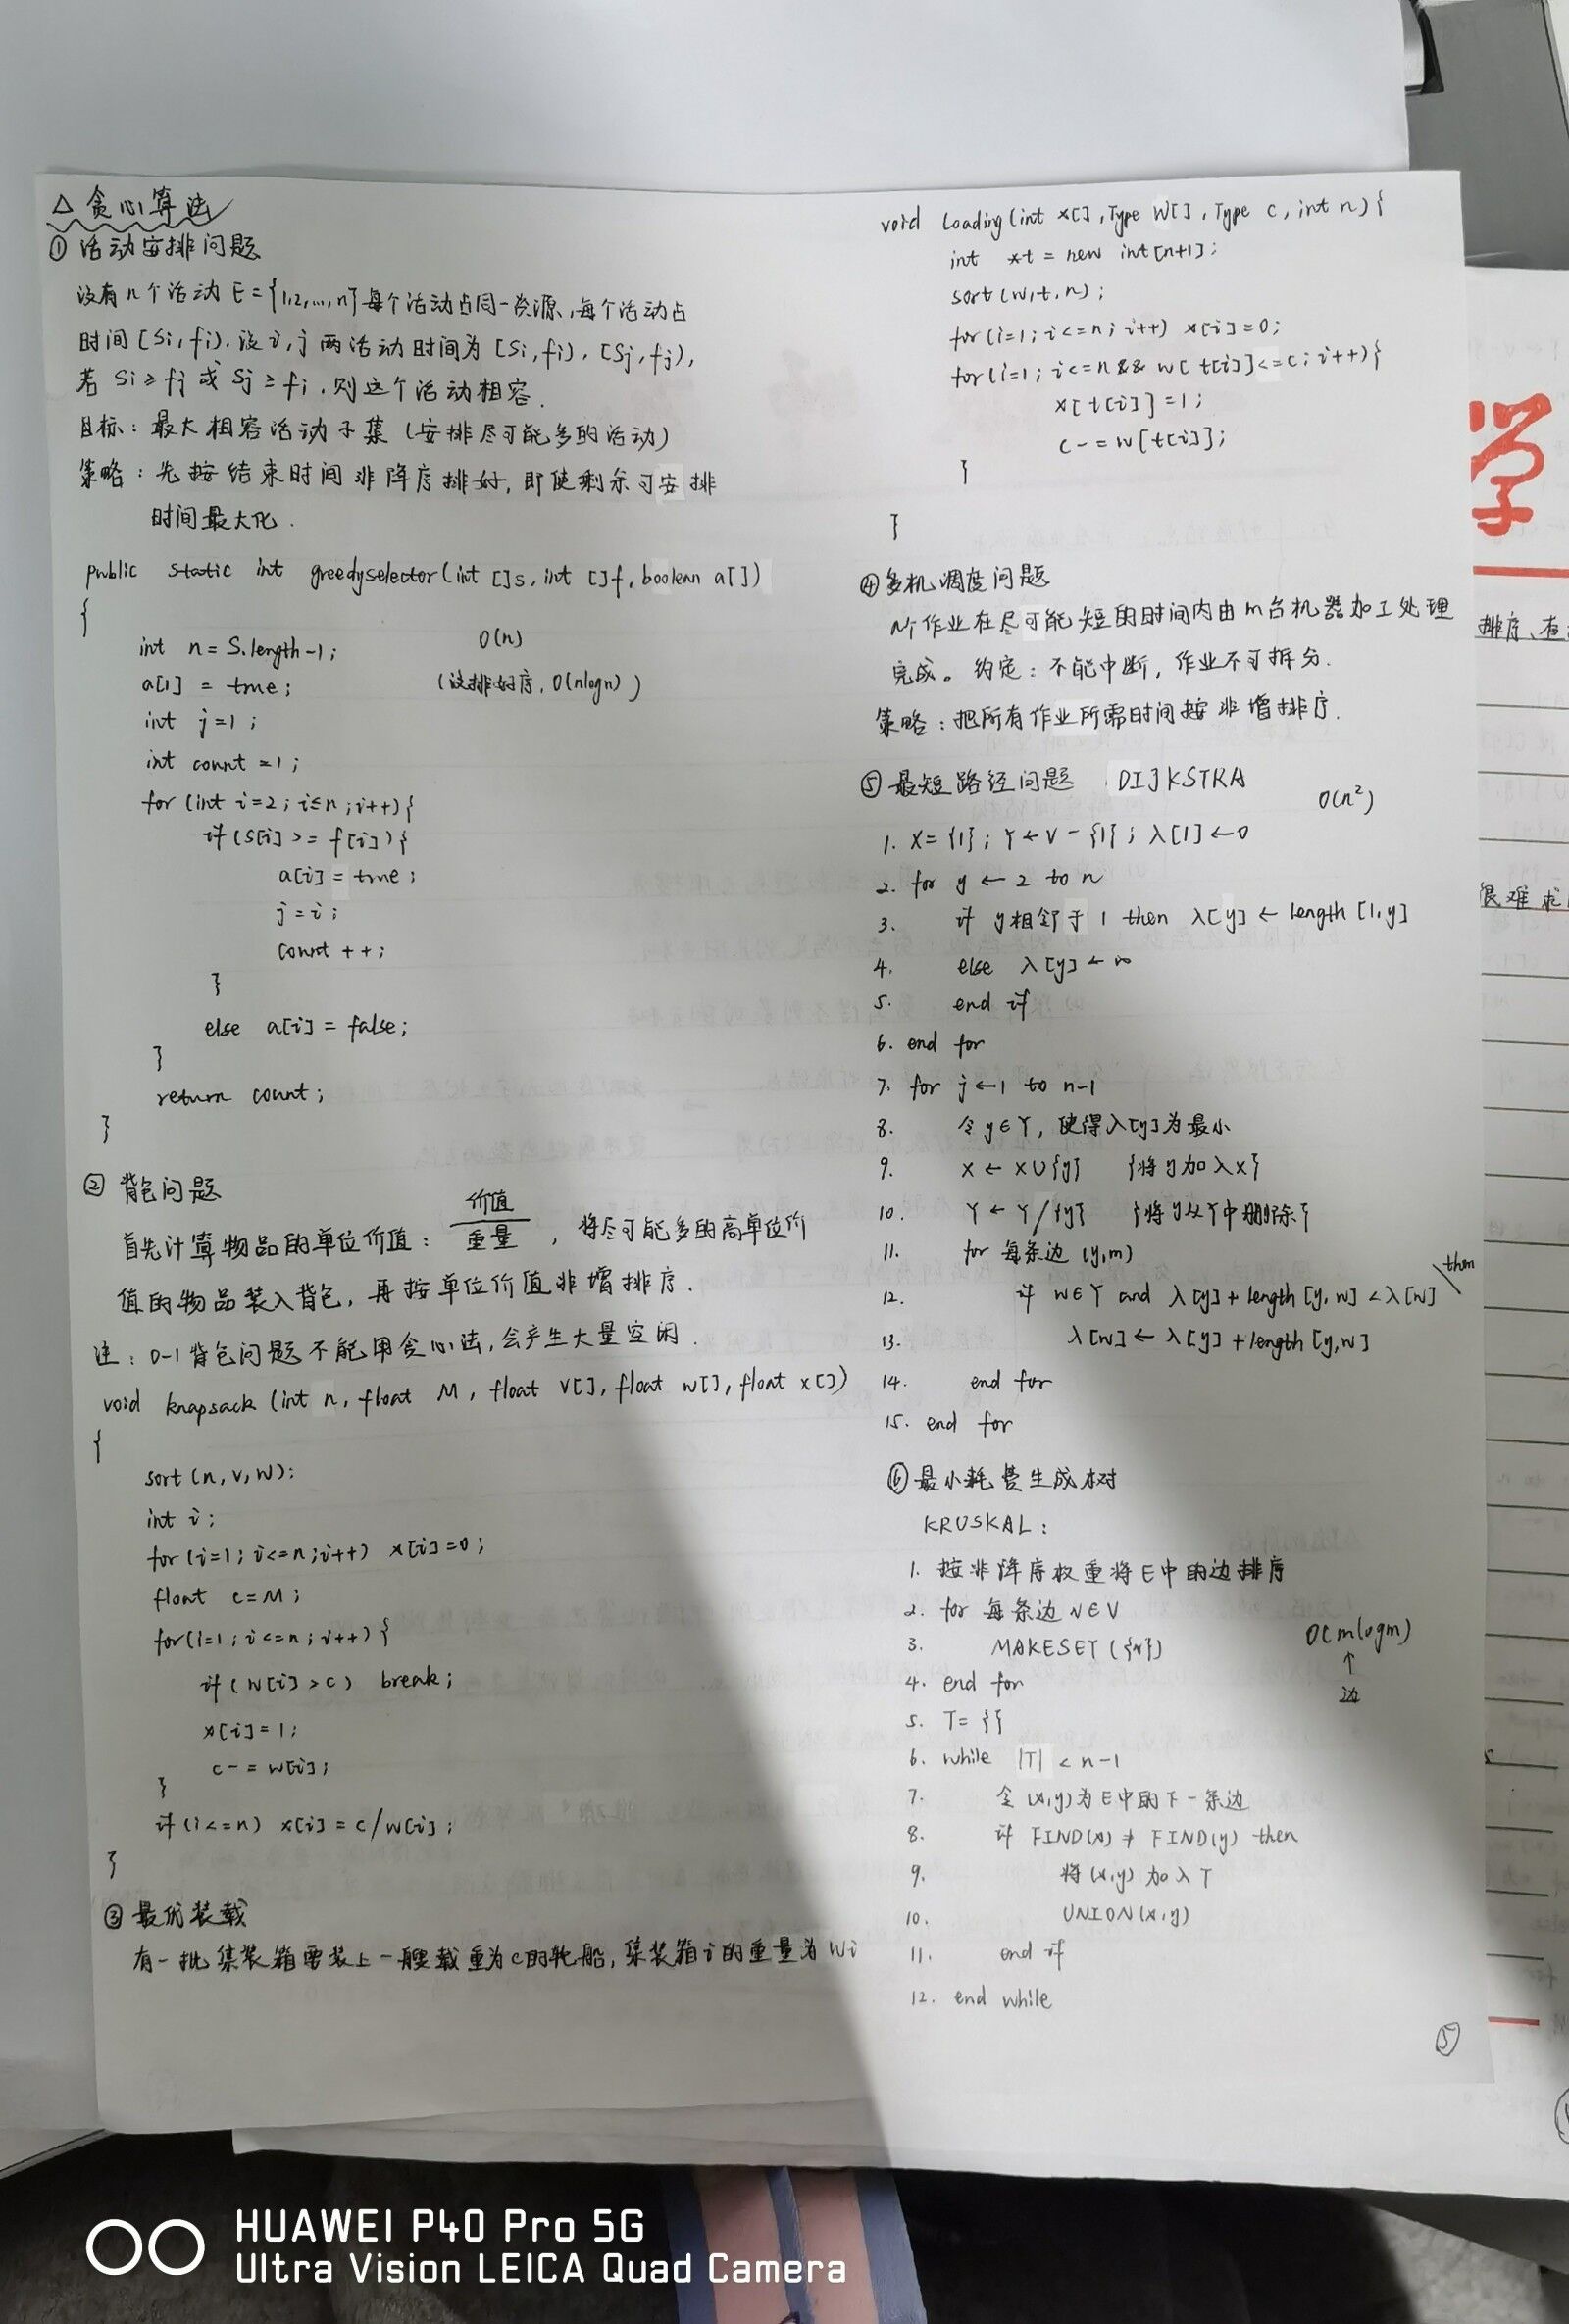 △ 贪心算法
① 活动安排问题
设有n个活动 E={1,2,…,n}每个活动占同一资源,每个活动占
时间[Si,fi).设i,j两活动时间为[Si,fi),[Sj,fj),
若Si≥fj或Sj≥fi.则这个活动相容.
目标:最大相容活动子集(安排尽可能多的活动)
策略:先按结束时间非降序排好,即使剩余可安排
时间最大化.
public static int greedyselector(int []s,int []f,boolean a[])
{
int n=S.length-1; O(n)
a[1] = true; (没排好序,O(nlogn))
int j=1;
int count =1;
for (int i=2;i≤n;i++){
if(S[i]>= f[i]){
a[i]=true;
j=i;
count ++;
}
else a[i]=false;
}
return count;
}
② 背包问题
首先计算物品的单位价值: 价值/重量 ,将尽可能多的高单位价
值的物品装入背包,再按单位价值非增排序.
注:0-1背包问题不能用贪心法,会产生大量空闲.
void knapsack (int n, float M, float v[],float w[],float x[])
{
sort(n,v,w);
int i;
for(i=1;i<=n;i++) x[i]=0;
float c=M;
for(i=1;i<=n;i++){
if(w[i]>c) break;
x[i]=1;
c-=w[i];
}
if(i<=n) x[i]=c/w[i];
}
③ 最优装载
有一批集装箱要装上一艘载重为c的轮船,集装箱i的重量为Wi
void Loading(int x[],Type W[],Type c,int n){
int *t = new int[n+1];
sort(w,t,n);
for(i=1;i<=n;i++) x[i]=0;
for(i=1;i<=n&&w[t[i]]<=c;i++){
x[t[i]]=1;
c-=w[t[i]];
}
}
④多机调度问题
n个作业在尽可能短的时间内由m台机器加工处理
完成。约定:不能中断,作业不可拆分.
策略:把所有作业所需时间按非增排序.
⑤最短路径问题 DIJKSTRA O(n²)
1. X={1};Y←V-{1};λ[1]←0
2. for y←2 to n
3. if y相邻于1 then λ[y]←length[1,y]
4. else λ[y]←∞
5. end if
6. end for
7. for j←1 to n-1
8. 令y∈Y,使得λ[y]为最小
9. X←X∪{y} {将y加入X}
10. Y←Y/{y} {将y从Y中删除}
11. for 每条边(y,m)
12. if w∈Y and λ[y]+length[y,w]<λ[w] then
13. λ[w]←λ[y]+length[y,w]
14. end for
15. end for
⑥最小耗费生成树
KRUSKAL:
1. 按非降序权重将E中的边排序
2. for 每条边v∈V
3. MAKESET({v}) O(mlogm)
↑
边
4. end for
5. T={}
6. while |T|<n-1
7. 令(x,y)为E中的下一条边
8. if FIND(x)≠FIND(y) then
9. 将(x,y)加入T
10. UNION(x,y)
11. end if
12. end while
⑤
学
排序、
很难求
HUAWEI P40 Pro 5G
Ultra Vision LEICA Quad Camera